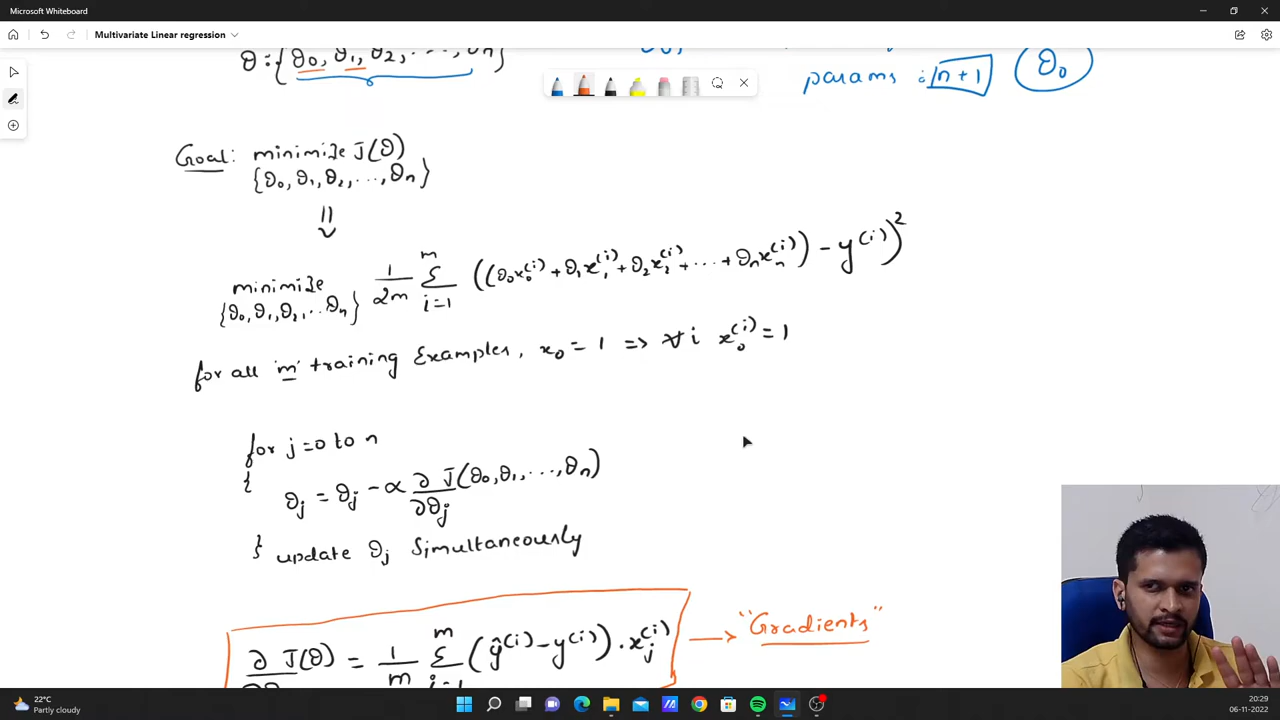 Microsoft Whiteboard
Multivariate Linear regression
θ:{θ0, θ1, θ2, ...., θn}
params : n+1 θ0
Goal: minimize J(θ)
{θ0, θ1, θ2, ..., θn}
⇓
minimize 1/2m Σ i=1 m ((θ0x0^(i) + θ1x1^(i) + θ2x2^(i) + ... + θnxn^(i)) - y^(i))^2
{θ0, θ1, θ2, ..θn}
for all 'm' training Examples, x0 = 1 => ∀i x0^(i) = 1
for j=0 to n
{
θj = θj - α ∂/∂θj J(θ0, θ1, ..., θn)
} update θj Simultaneously
∂ J(θ) = 1/m Σ i=1 m (ŷ^(i) - y^(i)) . xj^(i) → "Gradients"
22°C
Partly cloudy
20:29
06-11-2022